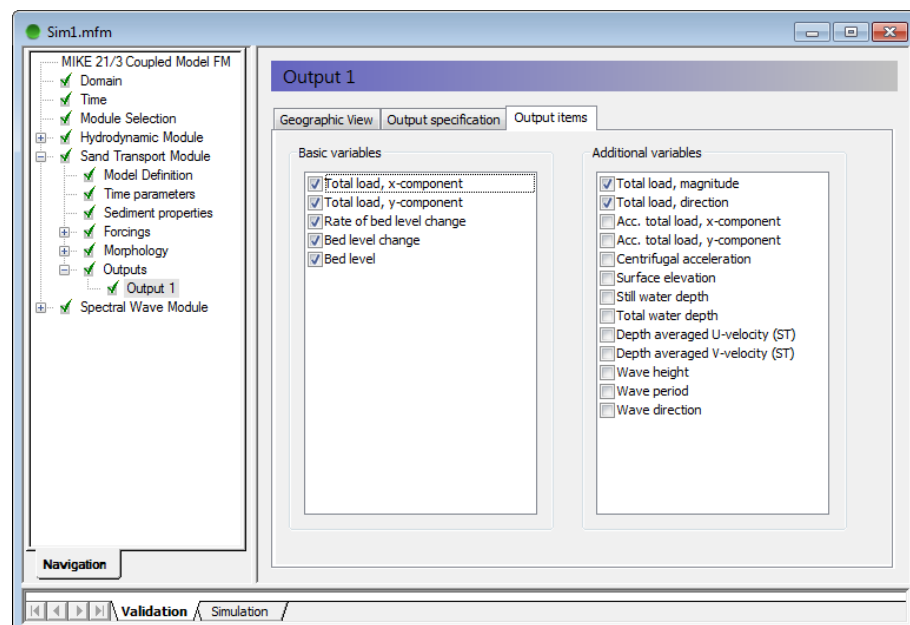 Sim1.mfm
MIKE 21/3 Coupled Model FM
Domain
Time
Module Selection
Hydrodynamic Module
Sand Transport Module
Model Definition
Time parameters
Sediment properties
Forcings
Morphology
Outputs
Output 1
Spectral Wave Module
Navigation
Output 1
Geographic View
Output specification
Output items
Basic variables
Total load, x-component
Total load, y-component
Rate of bed level change
Bed level change
Bed level
Additional variables
Total load, magnitude
Total load, direction
Acc. total load, x-component
Acc. total load, y-component
Centrifugal acceleration
Surface elevation
Still water depth
Total water depth
Depth averaged U-velocity (ST)
Depth averaged V-velocity (ST)
Wave height
Wave period
Wave direction
Validation
Simulation